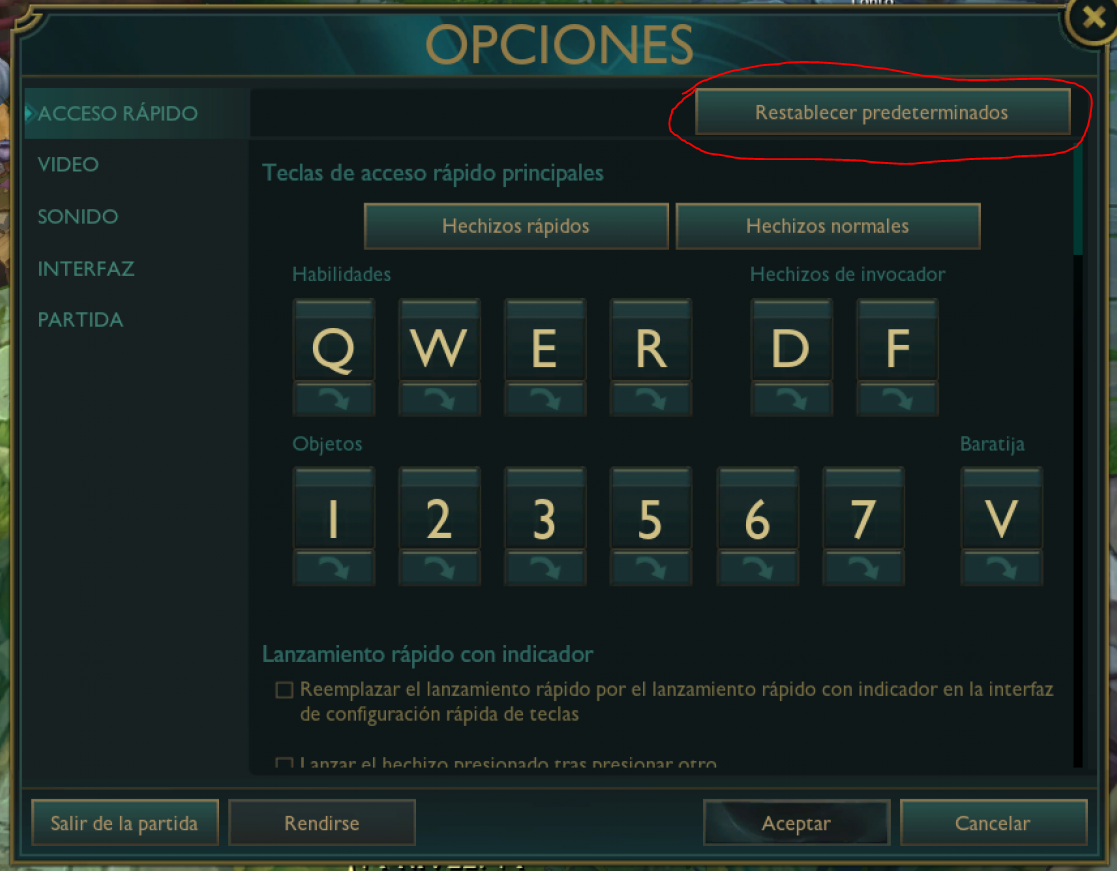 OPCIONES
ACCESO RÁPIDO
Restablecer predeterminados
VIDEO
SONIDO
INTERFAZ
PARTIDA
Teclas de acceso rápido principales
Hechizos rápidos
Hechizos normales
Habilidades
Hechizos de invocador
Q W E R D F
Objetos
Baratija
1 2 3 5 6 7 V
Lanzamiento rápido con indicador
Reemplazar el lanzamiento rápido por el lanzamiento rápido con indicador en la interfaz
de configuración rápida de teclas
Lanzar el hechizo presionado tras presionar otro
Salir de la partida
Rendirse
Aceptar
Cancelar